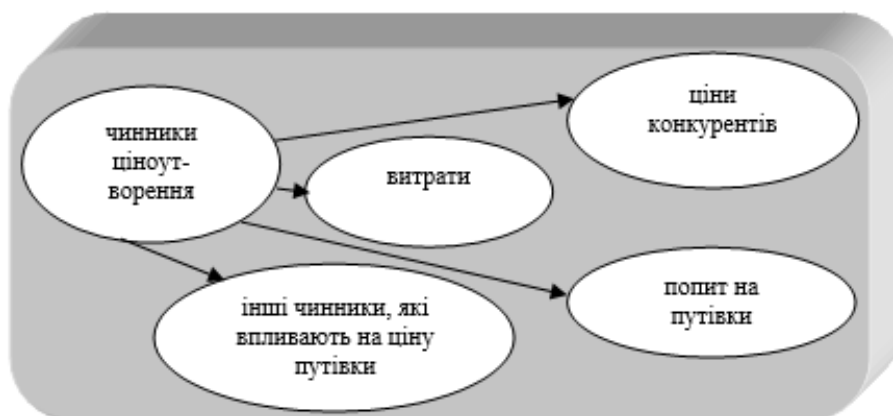 чинники
ціноут-
ворення
ціни
конкурентів
витрати
інші чинники, які
впливають на ціну
путівки
попит на
путівки